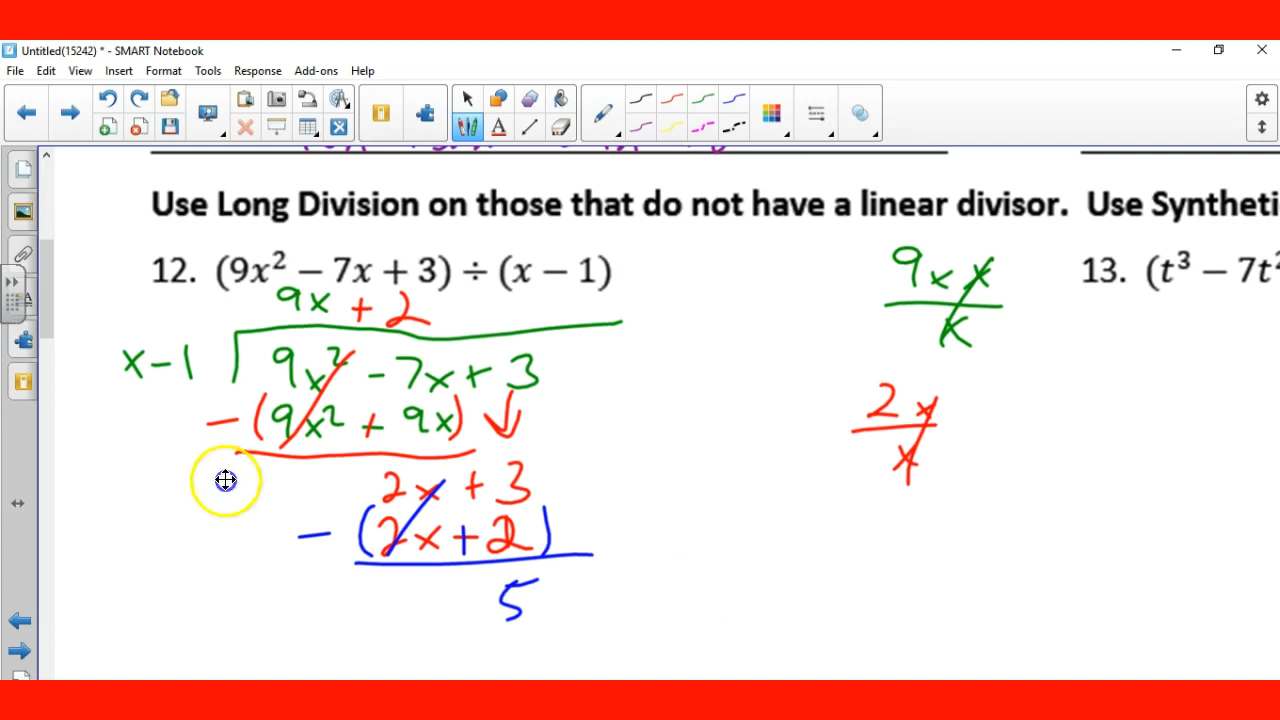 Untitled(15242) * - SMART Notebook
File Edit View Insert Format Tools Response Add-ons Help
Use Long Division on those that do not have a linear divisor. Use Syntheti
12. (9x² − 7x + 3) ÷ (x − 1)
13. (t³ − 7t²
9x + 2
x − 1 9x² − 7x + 3
− (9x² + 9x)
2x + 3
− (2x + 2)
5
9x x
x
2x
x